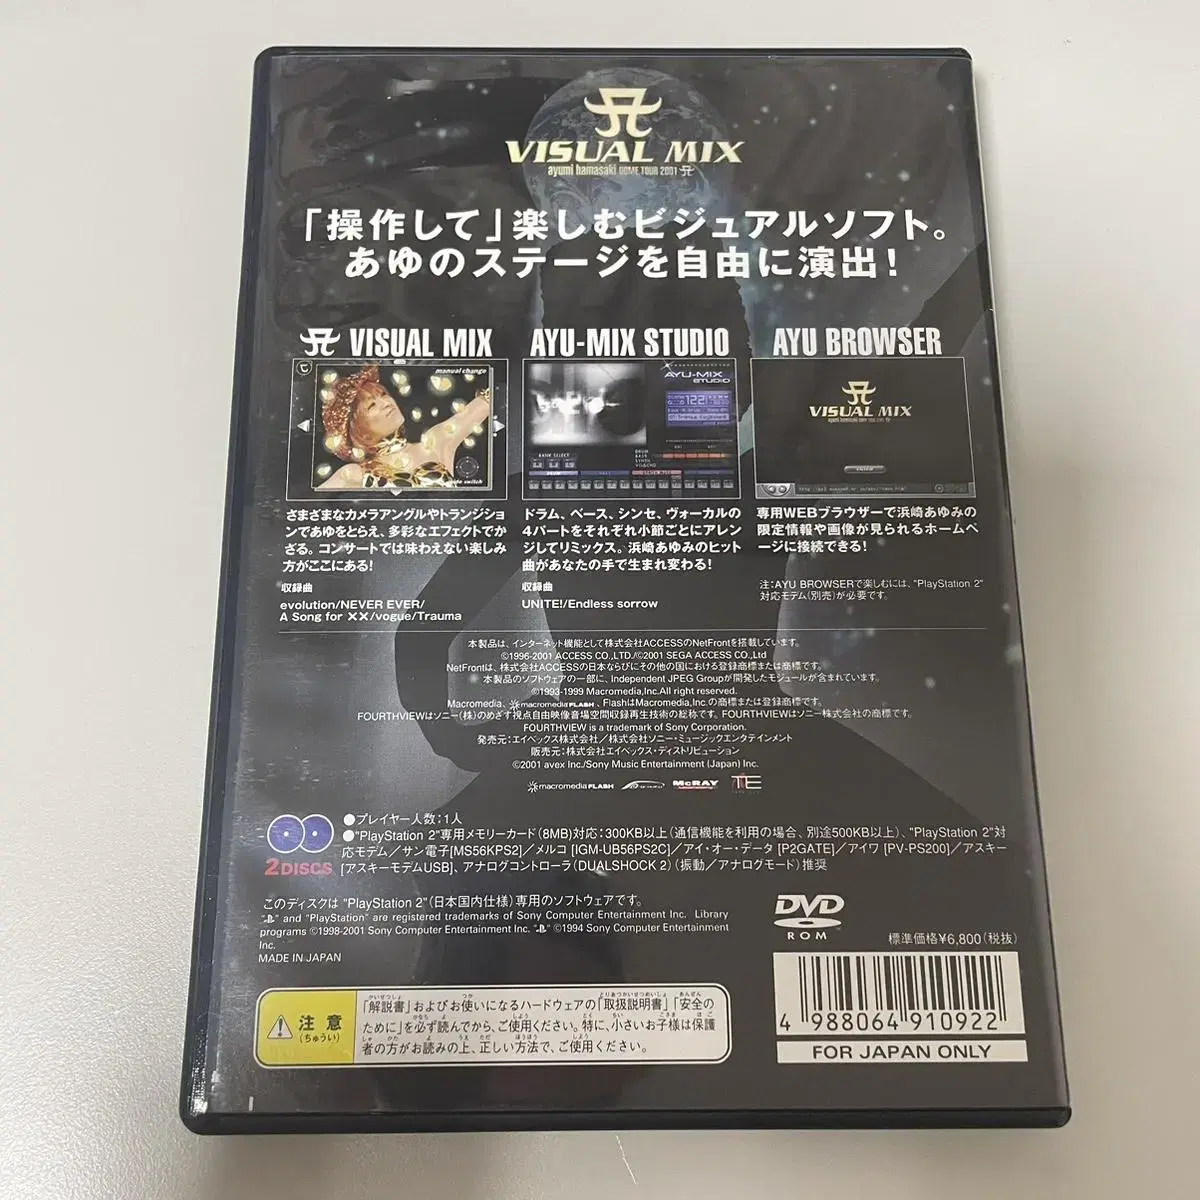 VISUAL MIX
ayumi hamasaki DOME TOUR 2001
「操作して」楽しむビジュアルソフト。
あゆのステージを自由に演出！
VISUAL MIX
manual change
さまざまなカメラアングルやトランジショ
ンであゆをとらえ、多彩なエフェクトでか
ざる。コンサートでは味わえない楽しみ
方がここにある!
収録曲
evolution/NEVER EVER/
A Song for ××/vogue/Trauma
AYU-MIX STUDIO
AYU-MIX
STUDIO
BANK SELECT
ドラム、ベース、シンセ、ヴォーカルの
4パートをそれぞれ小節ごとにアレン
ジしてリミックス。浜崎あゆみのヒット
曲があなたの手で生まれ変わる!
収録曲
UNITE!/Endless sorrow
AYU BROWSER
VISUAL MIX
専用WEBブラウザーで浜崎あゆみの
限定情報や画像が見られるホームペ
ージに接続できる!
注:AYU BROWSERで楽しむには、"PlayStation 2"
対応モデム(別売)が必要です。
本製品は、インターネット機能として株式会社ACCESSのNetFrontを搭載しています。
©1996-2001 ACCESS CO.,LTD./©2001 SEGA ACCESS CO.,Ltd
NetFrontは、株式会社ACCESSの日本ならびにその他の国における登録商標または商標です。
本製品のソフトウェアの一部に、Independent JPEG Groupが開発したモジュールが含まれています。
©1993-1999 Macromedia,Inc.All right reserved.
Macromedia、macromedia FLASH、FlashはMacromedia,Inc.の商標または登録商標です。
FOURTHVIEWはソニー(株)のめざす視点自由映像音場空間収録再生技術の総称です。FOURTHVIEWはソニー株式会社の商標です。
FOURTHVIEW is a trademark of Sony Corporation.
発売元:エイベックス株式会社/株式会社ソニー・ミュージックエンタテインメント
販売元:株式会社エイベックス・ディストリビューション
©2001 avex Inc./Sony Music Entertainment (Japan) Inc.
macromedia FLASH
McRAY
2DISCS
●プレイヤー人数:1人
●"PlayStation 2"専用メモリーカード(8MB)対応:300KB以上(通信機能を利用の場合、別途500KB以上)、"PlayStation 2"対
応モデム/サン電子[MS56KPS2]/メルコ [IGM-UB56PS2C]/アイ・オー・データ [P2GATE]/アイワ [PV-PS200]/アスキー
[アスキーモデムUSB]、アナログコントローラ(DUALSHOCK 2)(振動/アナログモード)推奨
このディスクは "PlayStation 2"(日本国内仕様)専用のソフトウェアです。
" " and "PlayStation" are registered trademarks of Sony Computer Entertainment Inc. Library
programs ©1998-2001 Sony Computer Entertainment Inc. " " ©1994 Sony Computer Entertainment
Inc.
MADE IN JAPAN
DVD
ROM
標準価格¥6,800(税抜)
4 988064 910922
FOR JAPAN ONLY
注意
(ちゅうい)
「解説書」およびお使いになるハードウェアの「取扱説明書」「安全の
ために」を必ず読んでから、ご使用ください。特に、小さいお子様は保護
者の方がお読みの上、正しい方法で、ご使用ください。